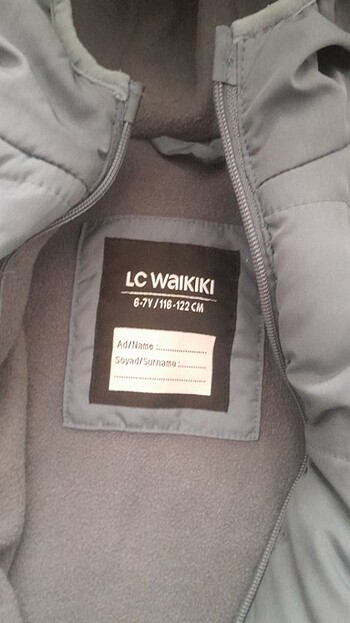 LC WAIKIKI
6-7Y / 116-122 CM
Ad/Name :....................
Soyad/Surname:..........
......................................